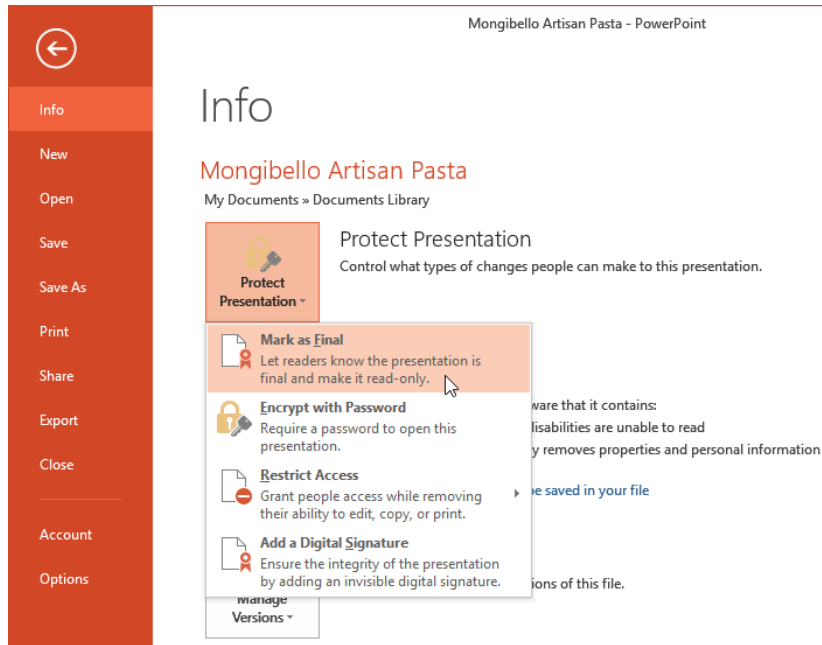 Mongibello Artisan Pasta - PowerPoint
Info
New
Open
Save
Save As
Print
Share
Export
Close
Account
Options
Info
Mongibello Artisan Pasta
My Documents » Documents Library
Protect
Presentation
Protect Presentation
Control what types of changes people can make to this presentation.
Mark as Final
Let readers know the presentation is
final and make it read-only.
Encrypt with Password
Require a password to open this
presentation.
Restrict Access
Grant people access while removing
their ability to edit, copy, or print.
Add a Digital Signature
Ensure the integrity of the presentation
by adding an invisible digital signature.
ware that it contains:
disabilities are unable to read
y removes properties and personal information
be saved in your file
ions of this file.
Manage
Versions